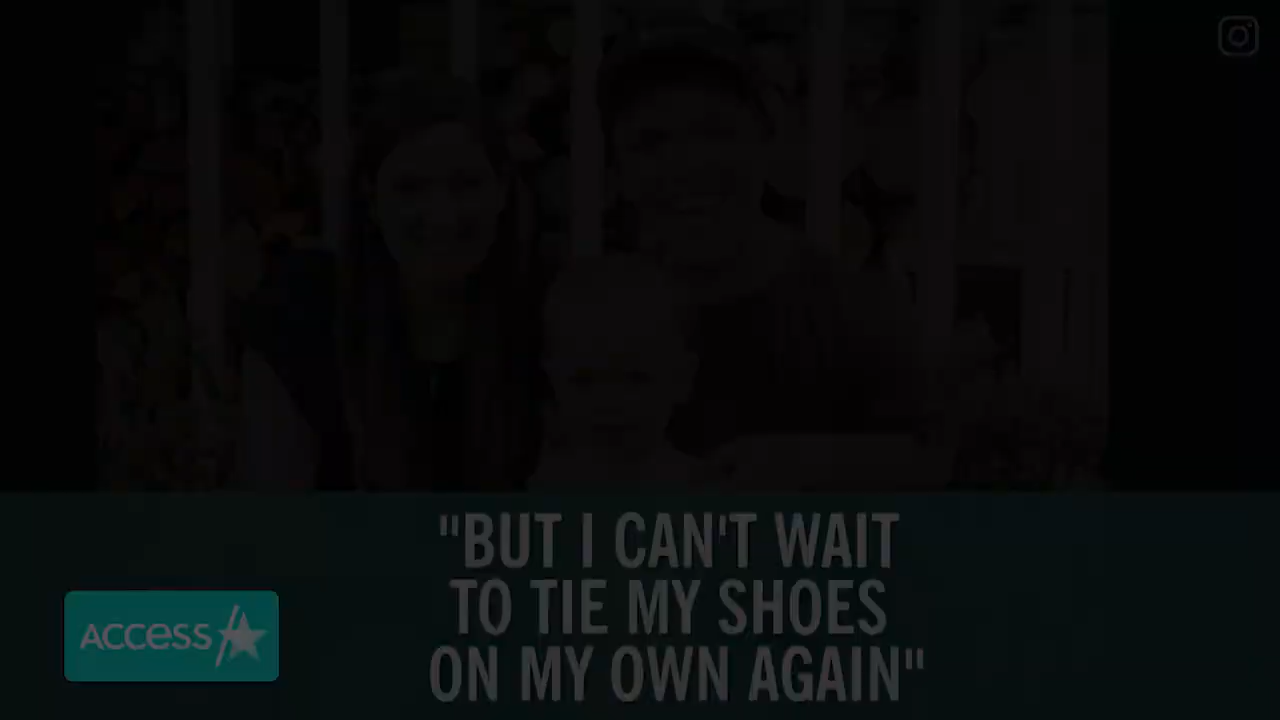 "BUT I CAN'T WAIT
TO TIE MY SHOES
ON MY OWN AGAIN"
ACCESS